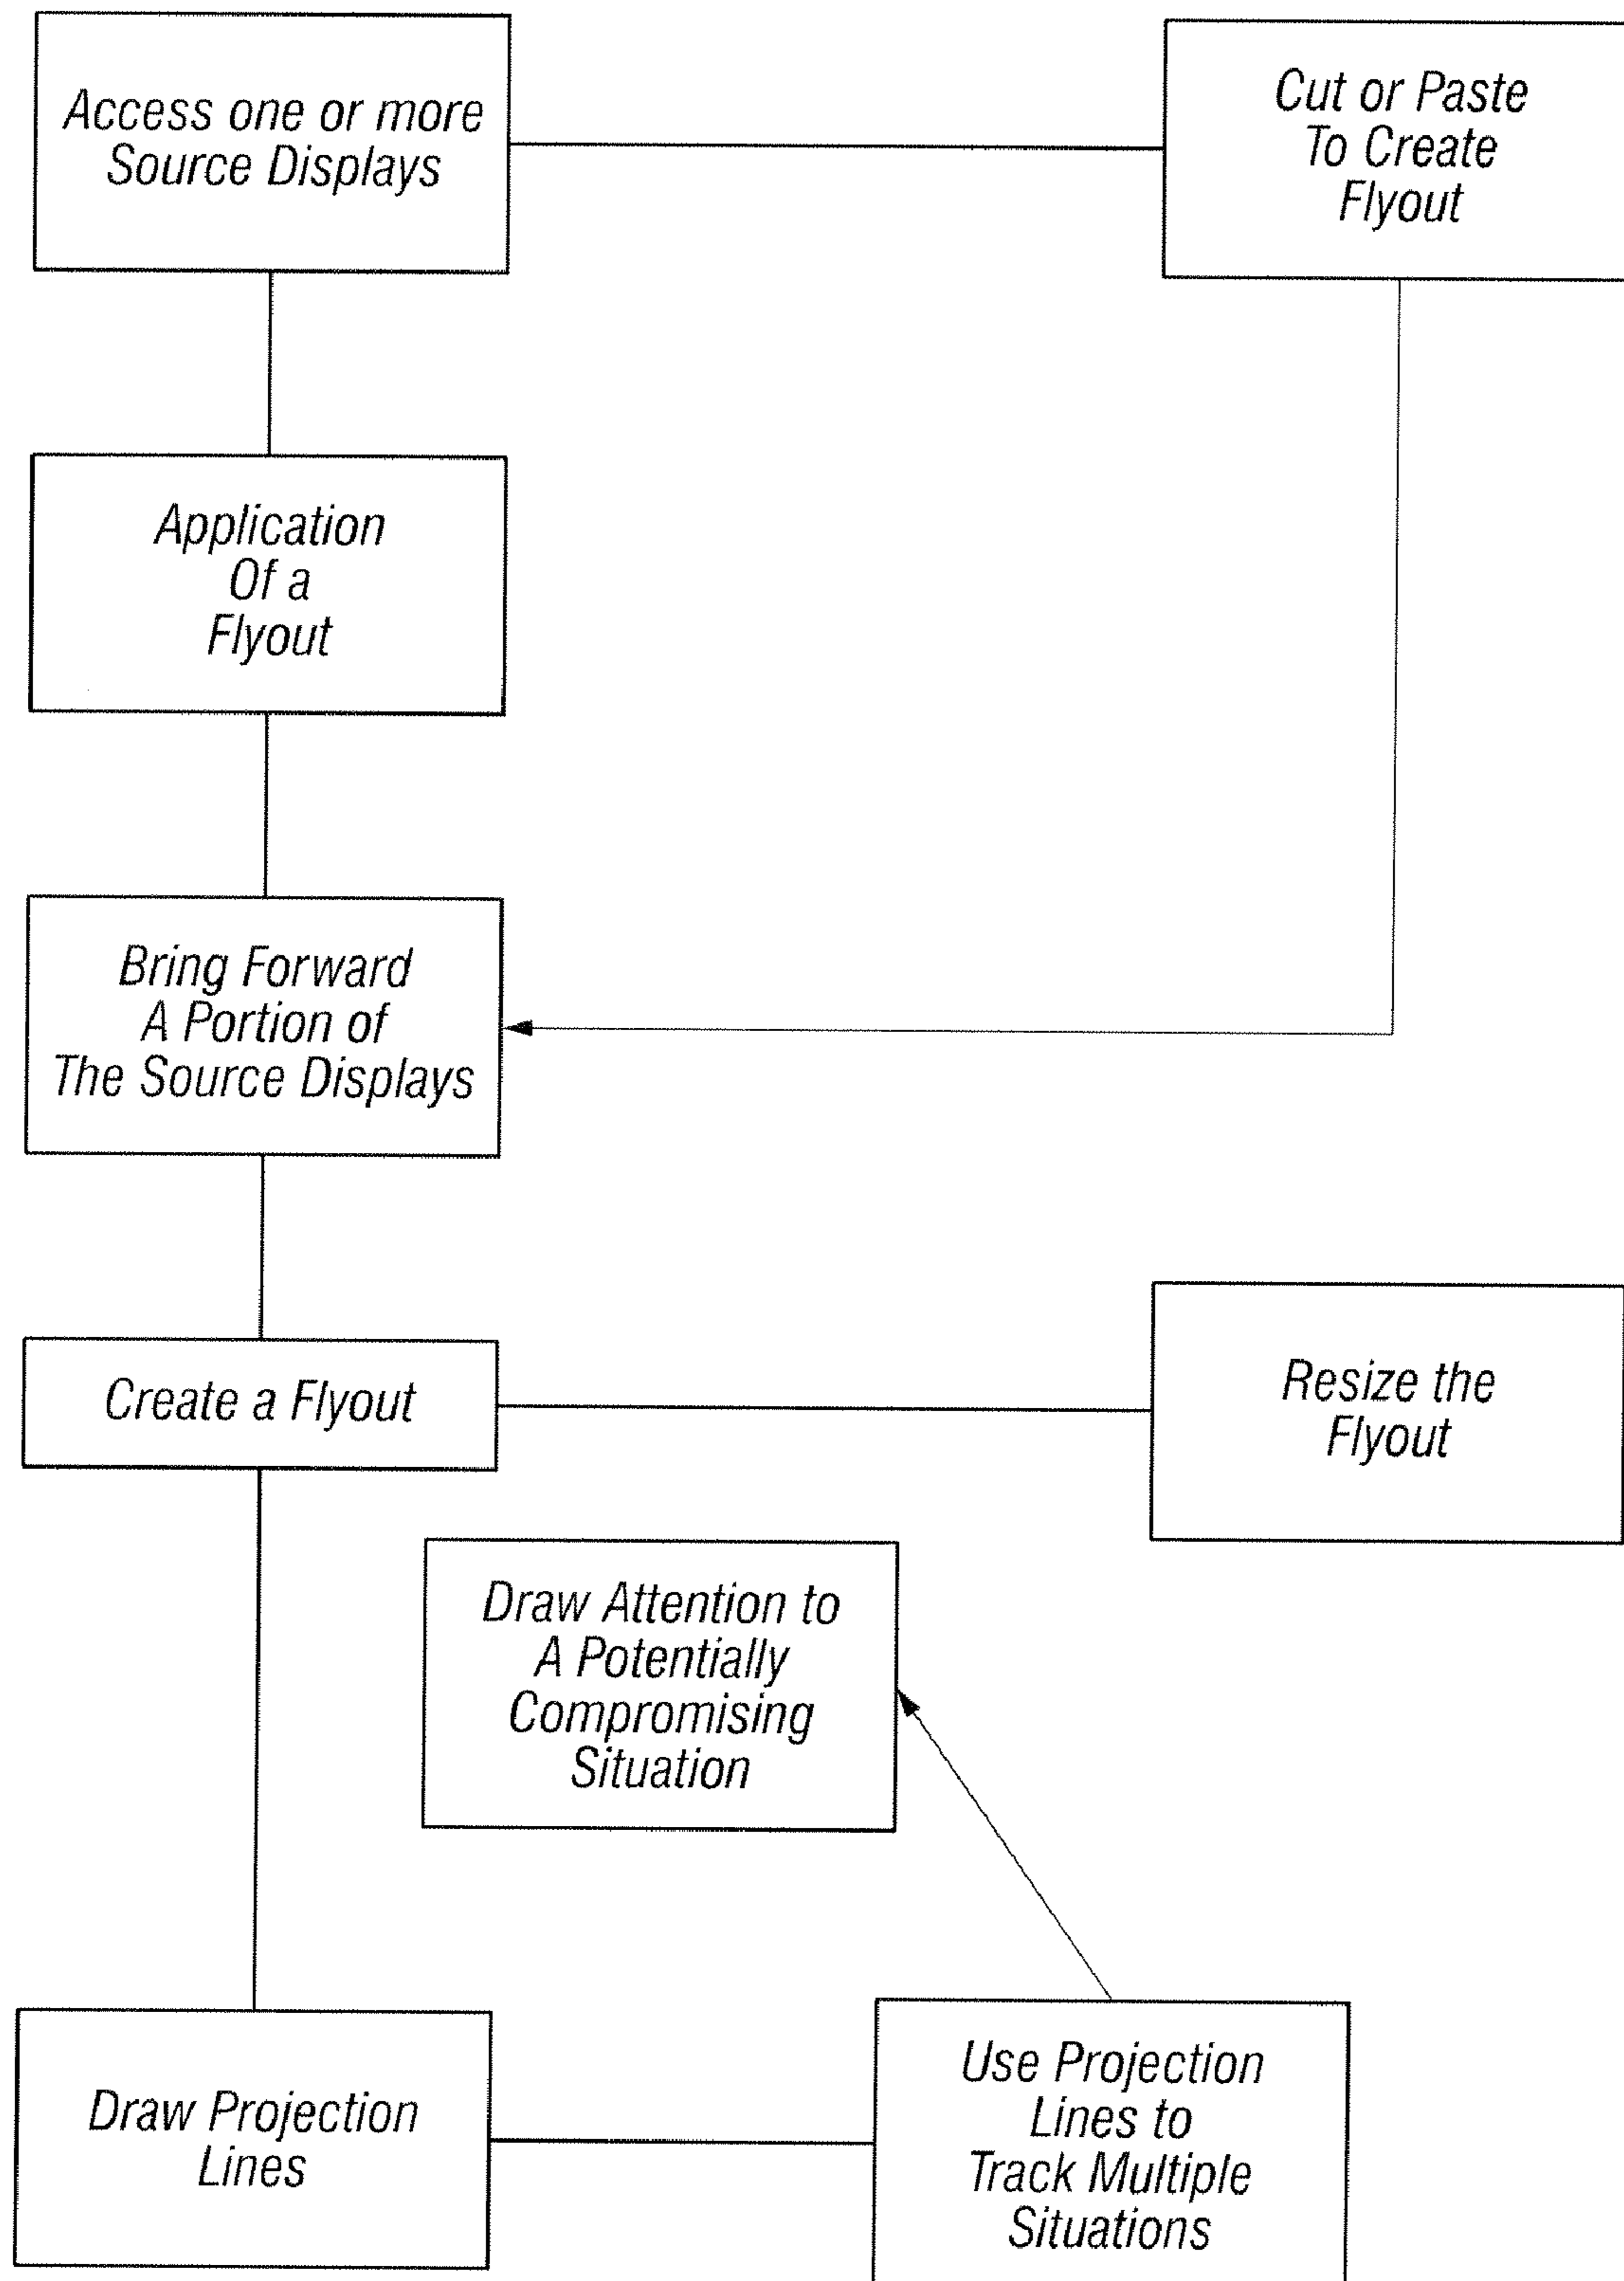 Access one or more
Source Displays
Cut or Paste
To Create
Flyout
Application
Of a
Flyout
Bring Forward
A Portion of
The Source Displays
Create a Flyout
Resize the
Flyout
Draw Attention to
A Potentially
Compromising
Situation
Draw Projection
Lines
Use Projection
Lines to
Track Multiple
Situations